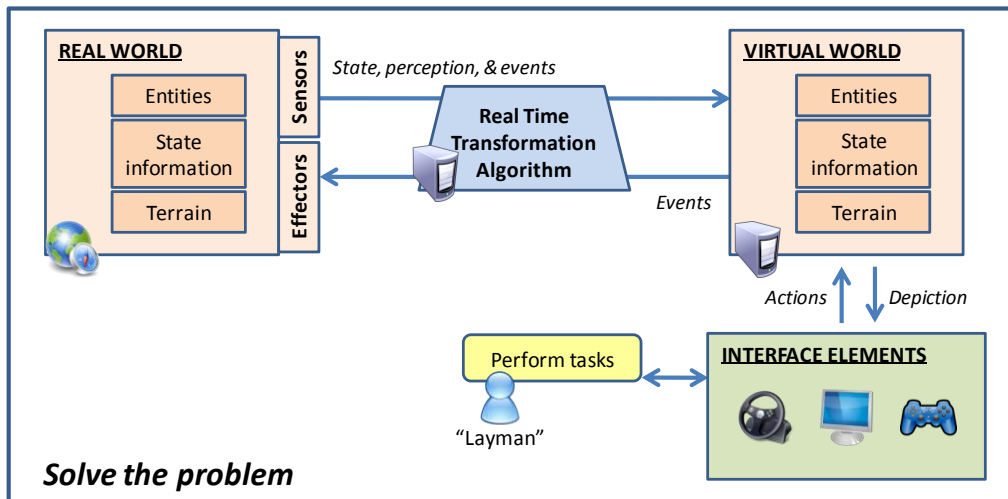 REAL WORLD
Entities
State
information
Terrain
Sensors
Effectors
State, perception, & events
Real Time
Transformation
Algorithm
Events
VIRTUAL WORLD
Entities
State
information
Terrain
Actions
Depiction
Perform tasks
"Layman"
INTERFACE ELEMENTS
Solve the problem